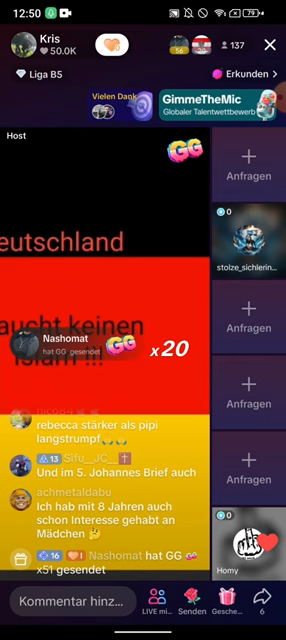 12:50
79
Kris
50.0K
56
137
Liga B5
Erkunden >
Vielen Dank
GimmeTheMic
Globaler Talentwettbewerb
Host
GG
Anfragen
eutschland
0
stolze_sichlerin...
aucht keinen
Islam !!!
Nashomat
hat GG gesendet
GG
x20
Anfragen
Anfragen
Anfragen
rebecca stärker als pipi
langstrumpf
13 Sifu__JC__
Und im 5. Johannes Brief auch
achmetaldabu
Ich hab mit 8 Jahren auch
schon Interesse gehabt an
Mädchen
16 1 Nashomat hat GG
x51 gesendet
0
Homy
Kommentar hinz...
LIVE mi...
Senden
Gesche...
6